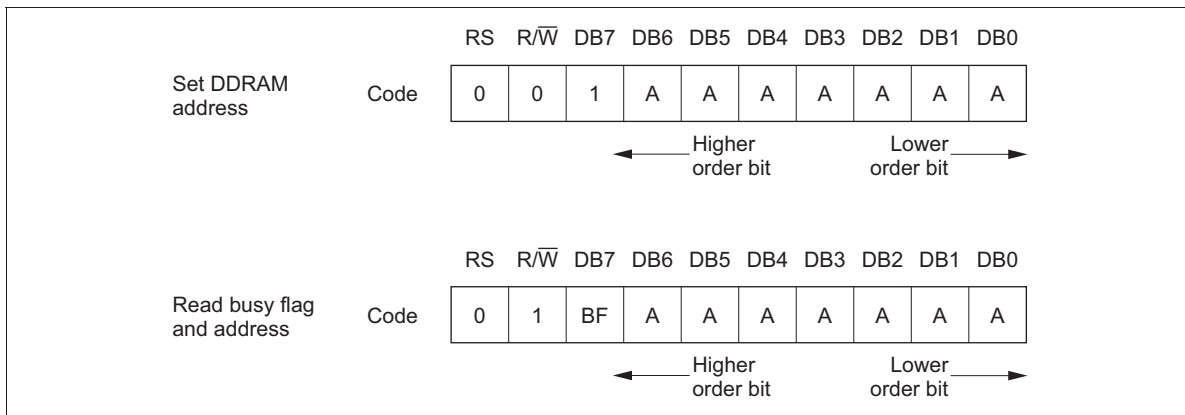 RS R/W̅ DB7 DB6 DB5 DB4 DB3 DB2 DB1 DB0
Set DDRAM
address
Code 0 0 1 A A A A A A A
Higher
order bit
Lower
order bit
RS R/W̅ DB7 DB6 DB5 DB4 DB3 DB2 DB1 DB0
Read busy flag
and address
Code 0 1 BF A A A A A A A
Higher
order bit
Lower
order bit